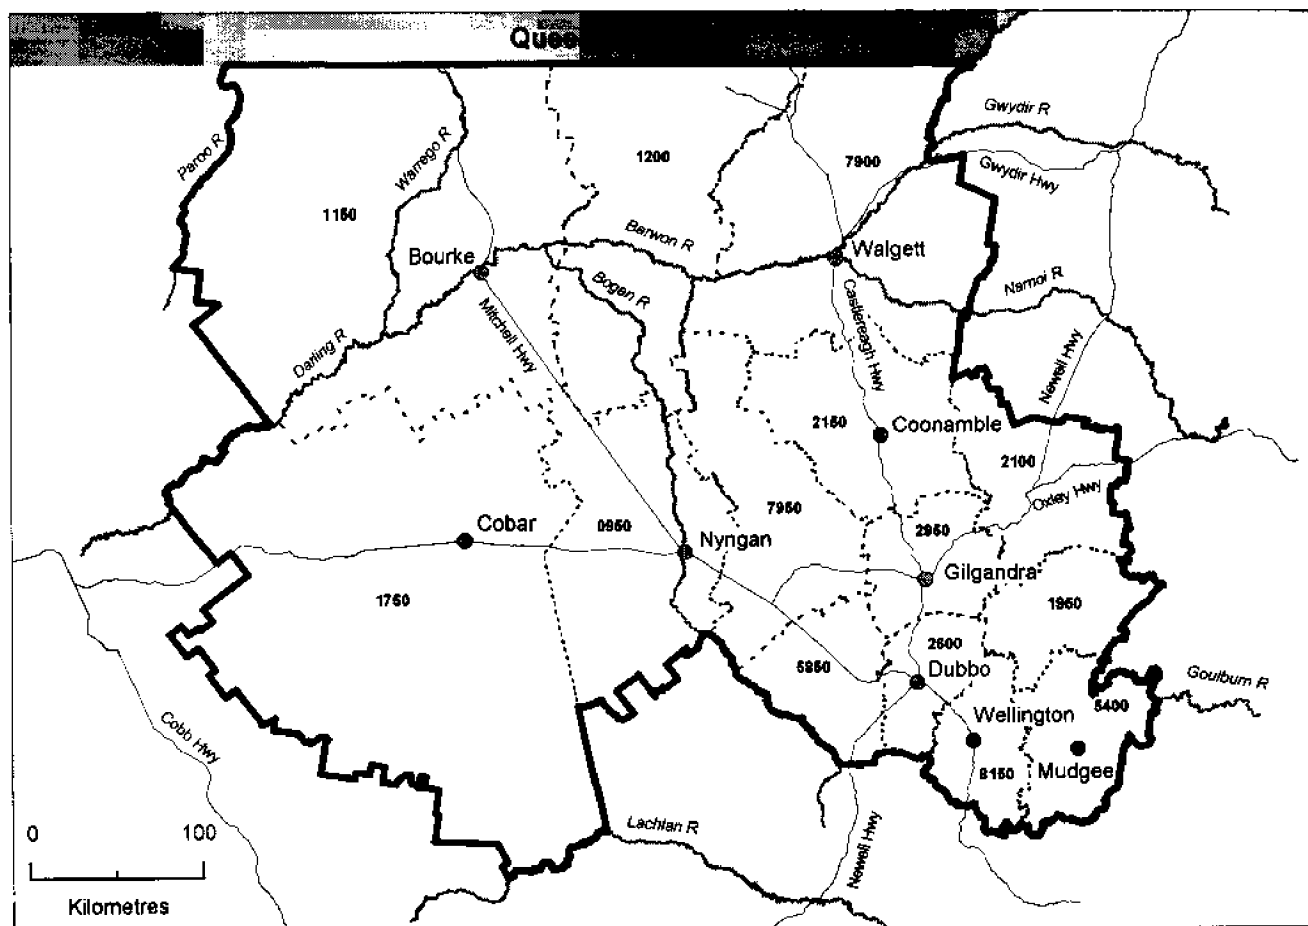 Quee
Gwydir R
Paroo R
Warrego R
1200
7900
Gwydir Hwy
1150
Barwon R
Bourke
Walgett
Bogan R
Namoi R
Mitchell Hwy
Castlereagh Hwy
Darling R
Newell Hwy
2150
Coonamble
2100
Oxley Hwy
7950
Cobar
0950
2950
Nyngan
Gilgandra
1750
1950
2600
5850
Dubbo
Goulburn R
5400
Cobb Hwy
Wellington
8150
Mudgee
0
100
Lachlan R
Newell Hwy
Kilometres